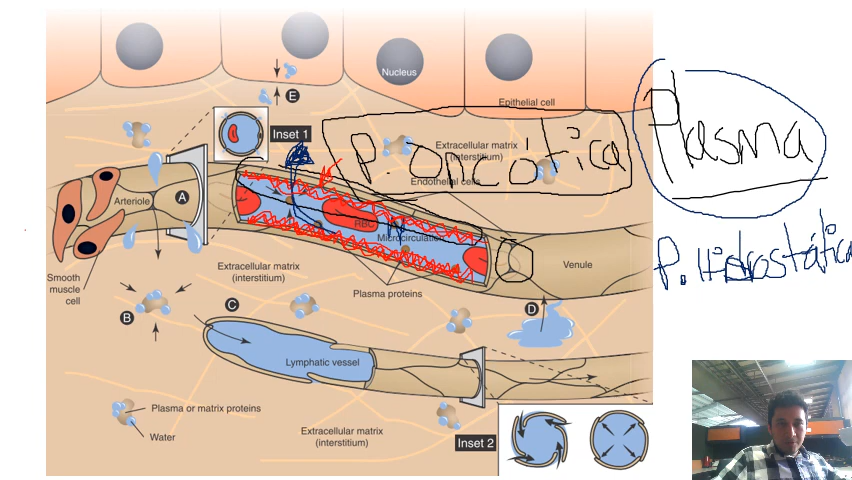 Nucleus
E
Epithelial cell
Inset 1
P. Oncótica
Extracellular matrix
(interstitium)
Endothelial cells
Plasma
Arteriole
A
RBC
Microcirculation
P. Hidrostática
Venule
Smooth
muscle
cell
Extracellular matrix
(interstitium)
Plasma proteins
B
C
D
Lymphatic vessel
Plasma or matrix proteins
Water
Extracellular matrix
(interstitium)
Inset 2